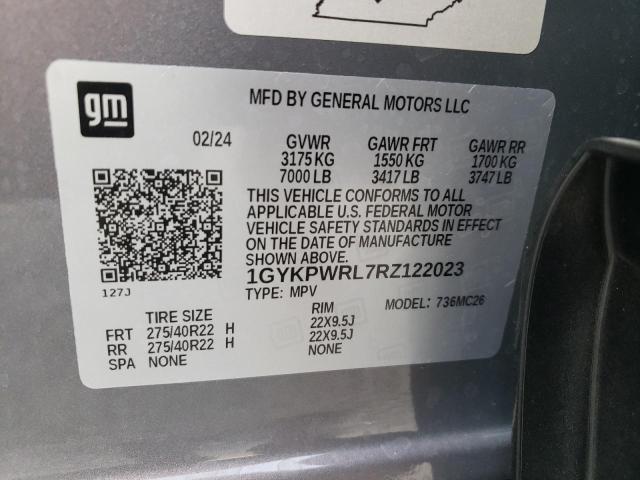 gm
MFD BY GENERAL MOTORS LLC
02/24 GVWR GAWR FRT GAWR RR
3175 KG 1550 KG 1700 KG
7000 LB 3417 LB 3747 LB
THIS VEHICLE CONFORMS TO ALL
APPLICABLE U.S. FEDERAL MOTOR
VEHICLE SAFETY STANDARDS IN EFFECT
ON THE DATE OF MANUFACTURE
SHOWN ABOVE.
1GYKPWRL7RZ122023
127J TYPE: MPV MODEL: 736MC26
TIRE SIZE RIM
FRT 275/40R22 H 22X9.5J
RR 275/40R22 H 22X9.5J
SPA NONE NONE